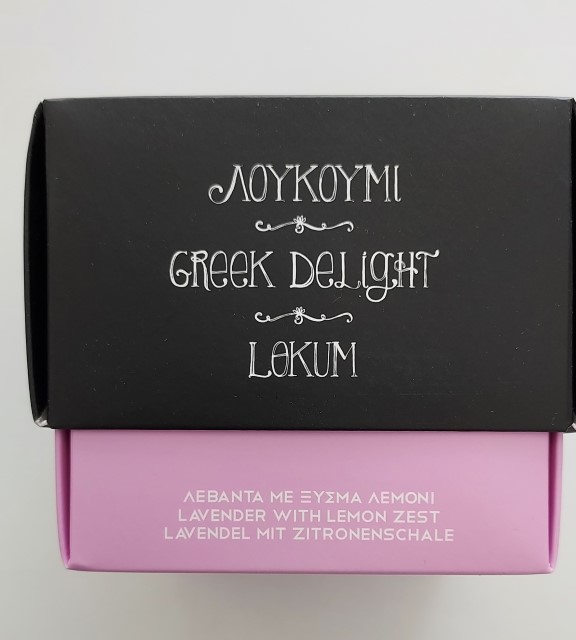 ΛΟΥΚΟΥΜΙ
GREEK DELIGHT
LOKUM
ΛΕΒΑΝΤΑ ΜΕ ΞΥΣΜΑ ΛΕΜΟΝΙ
LAVENDER WITH LEMON ZEST
LAVENDEL MIT ZITRONENSCHALE